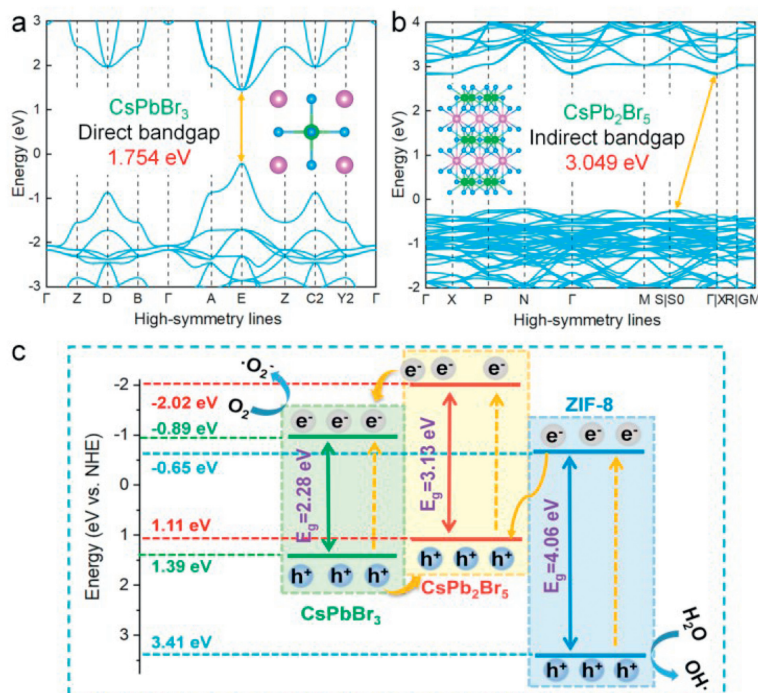 a
3
2
1
0
-1
-2
-3
Energy (eV)
CsPbBr₃
Direct bandgap
1.754 eV
Γ Z D B Γ A E Z C2 Y2 Γ
High-symmetry lines
b
4
3
2
1
0
-1
-2
Energy (eV)
CsPb₂Br₅
Indirect bandgap
3.049 eV
Γ X P N Γ M S|S0 Γ|XR|GM
High-symmetry lines
c
Energy (eV vs. NHE)
-2
-1
0
1
2
3
-2.02 eV
-0.89 eV
-0.65 eV
1.11 eV
1.39 eV
3.41 eV
·O₂⁻
O₂
e⁻ e⁻ e⁻
E_g=2.28 eV
h⁺ h⁺ h⁺
CsPbBr₃
e⁻ e⁻ e⁻
E_g=3.13 eV
h⁺ h⁺ h⁺
CsPb₂Br₅
ZIF-8
e⁻ e⁻ e⁻
E_g=4.06 eV
h⁺ h⁺ h⁺
H₂O